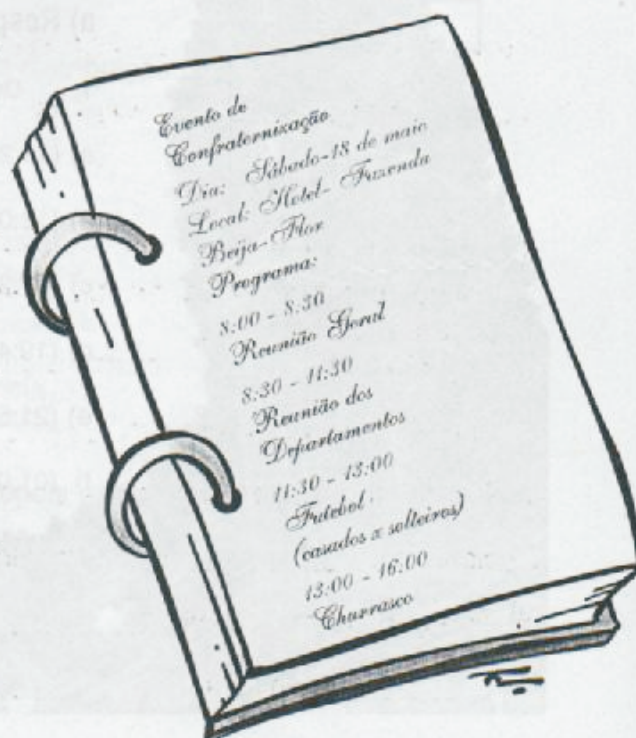 Evento de
Confraternização
Dia: Sábado-18 de maio
Local: Hotel- Fazenda
Beija-Flor
Programa:
8:00 - 8:30
Reunião Geral
8:30 - 11:30
Reunião dos
Departamentos
11:30 - 13:00
Futebol
(casados x solteiros)
13:00 - 16:00
Churrasco